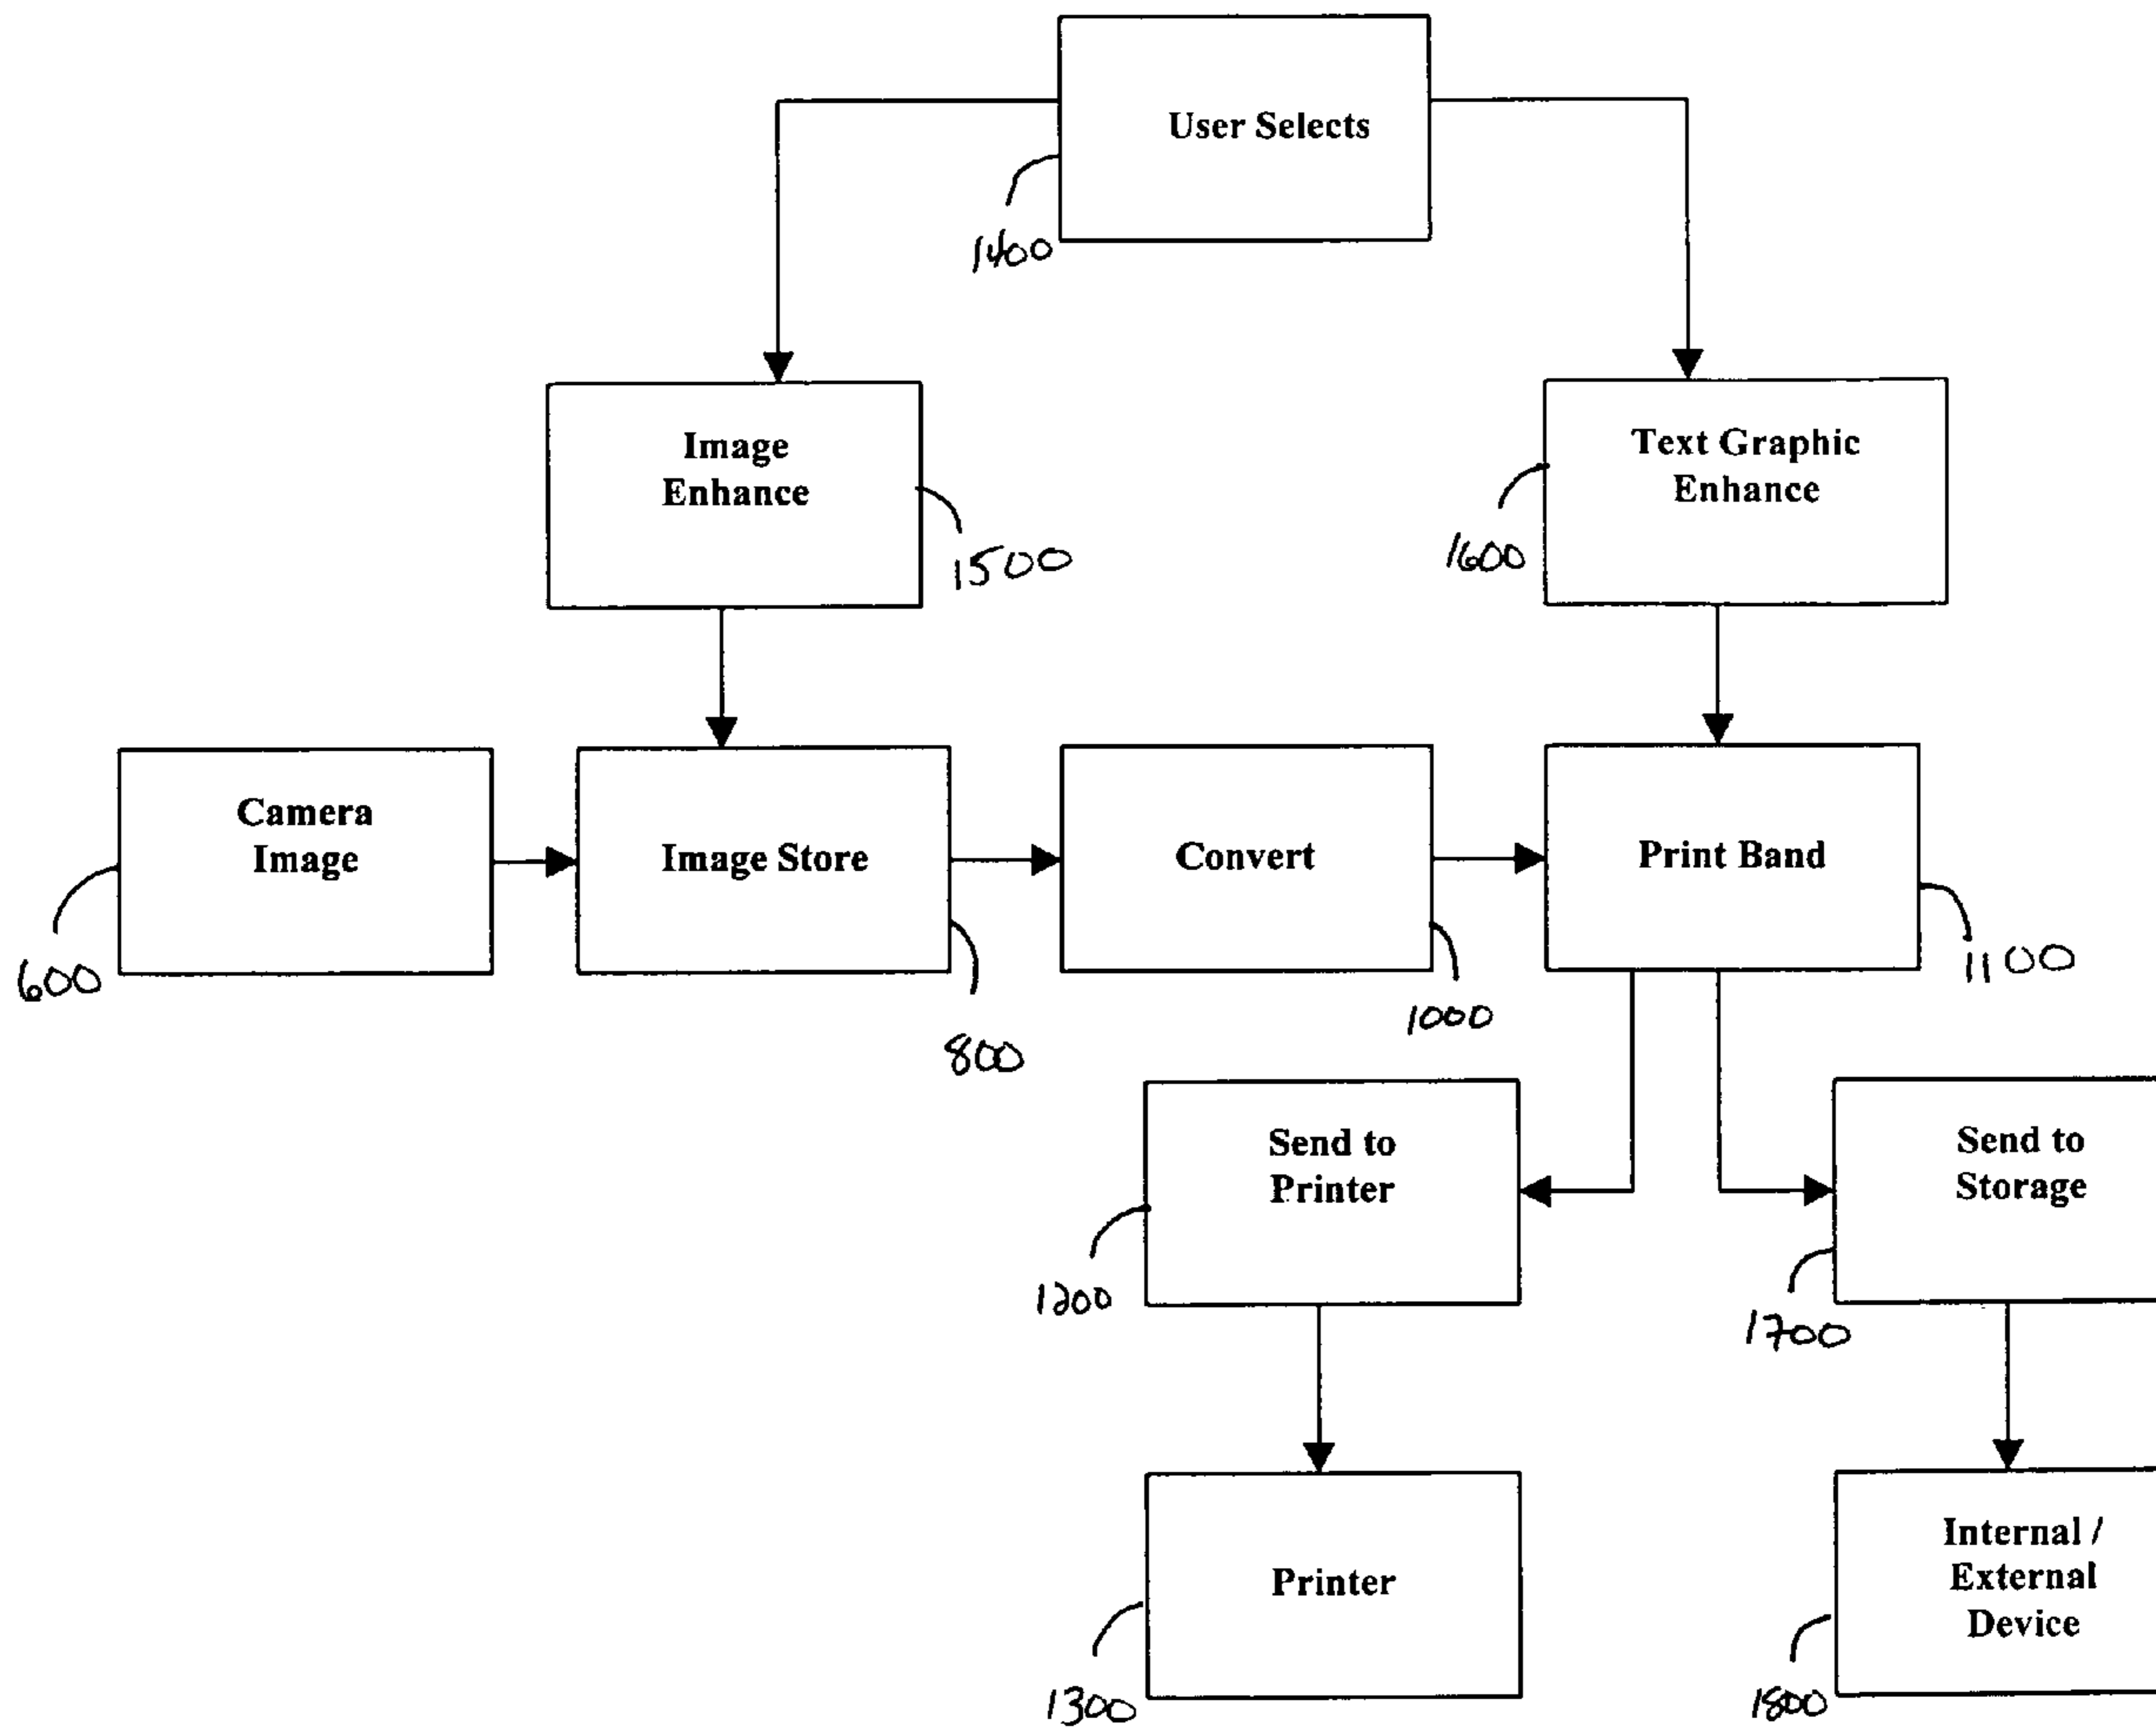 User Selects
1400
Image
Enhance
1500
Text Graphic
Enhance
1600
Camera
Image
600
Image Store
800
Convert
1000
Print Band
1100
Send to
Printer
1200
Send to
Storage
1700
Printer
1300
Internal /
External
Device
1800